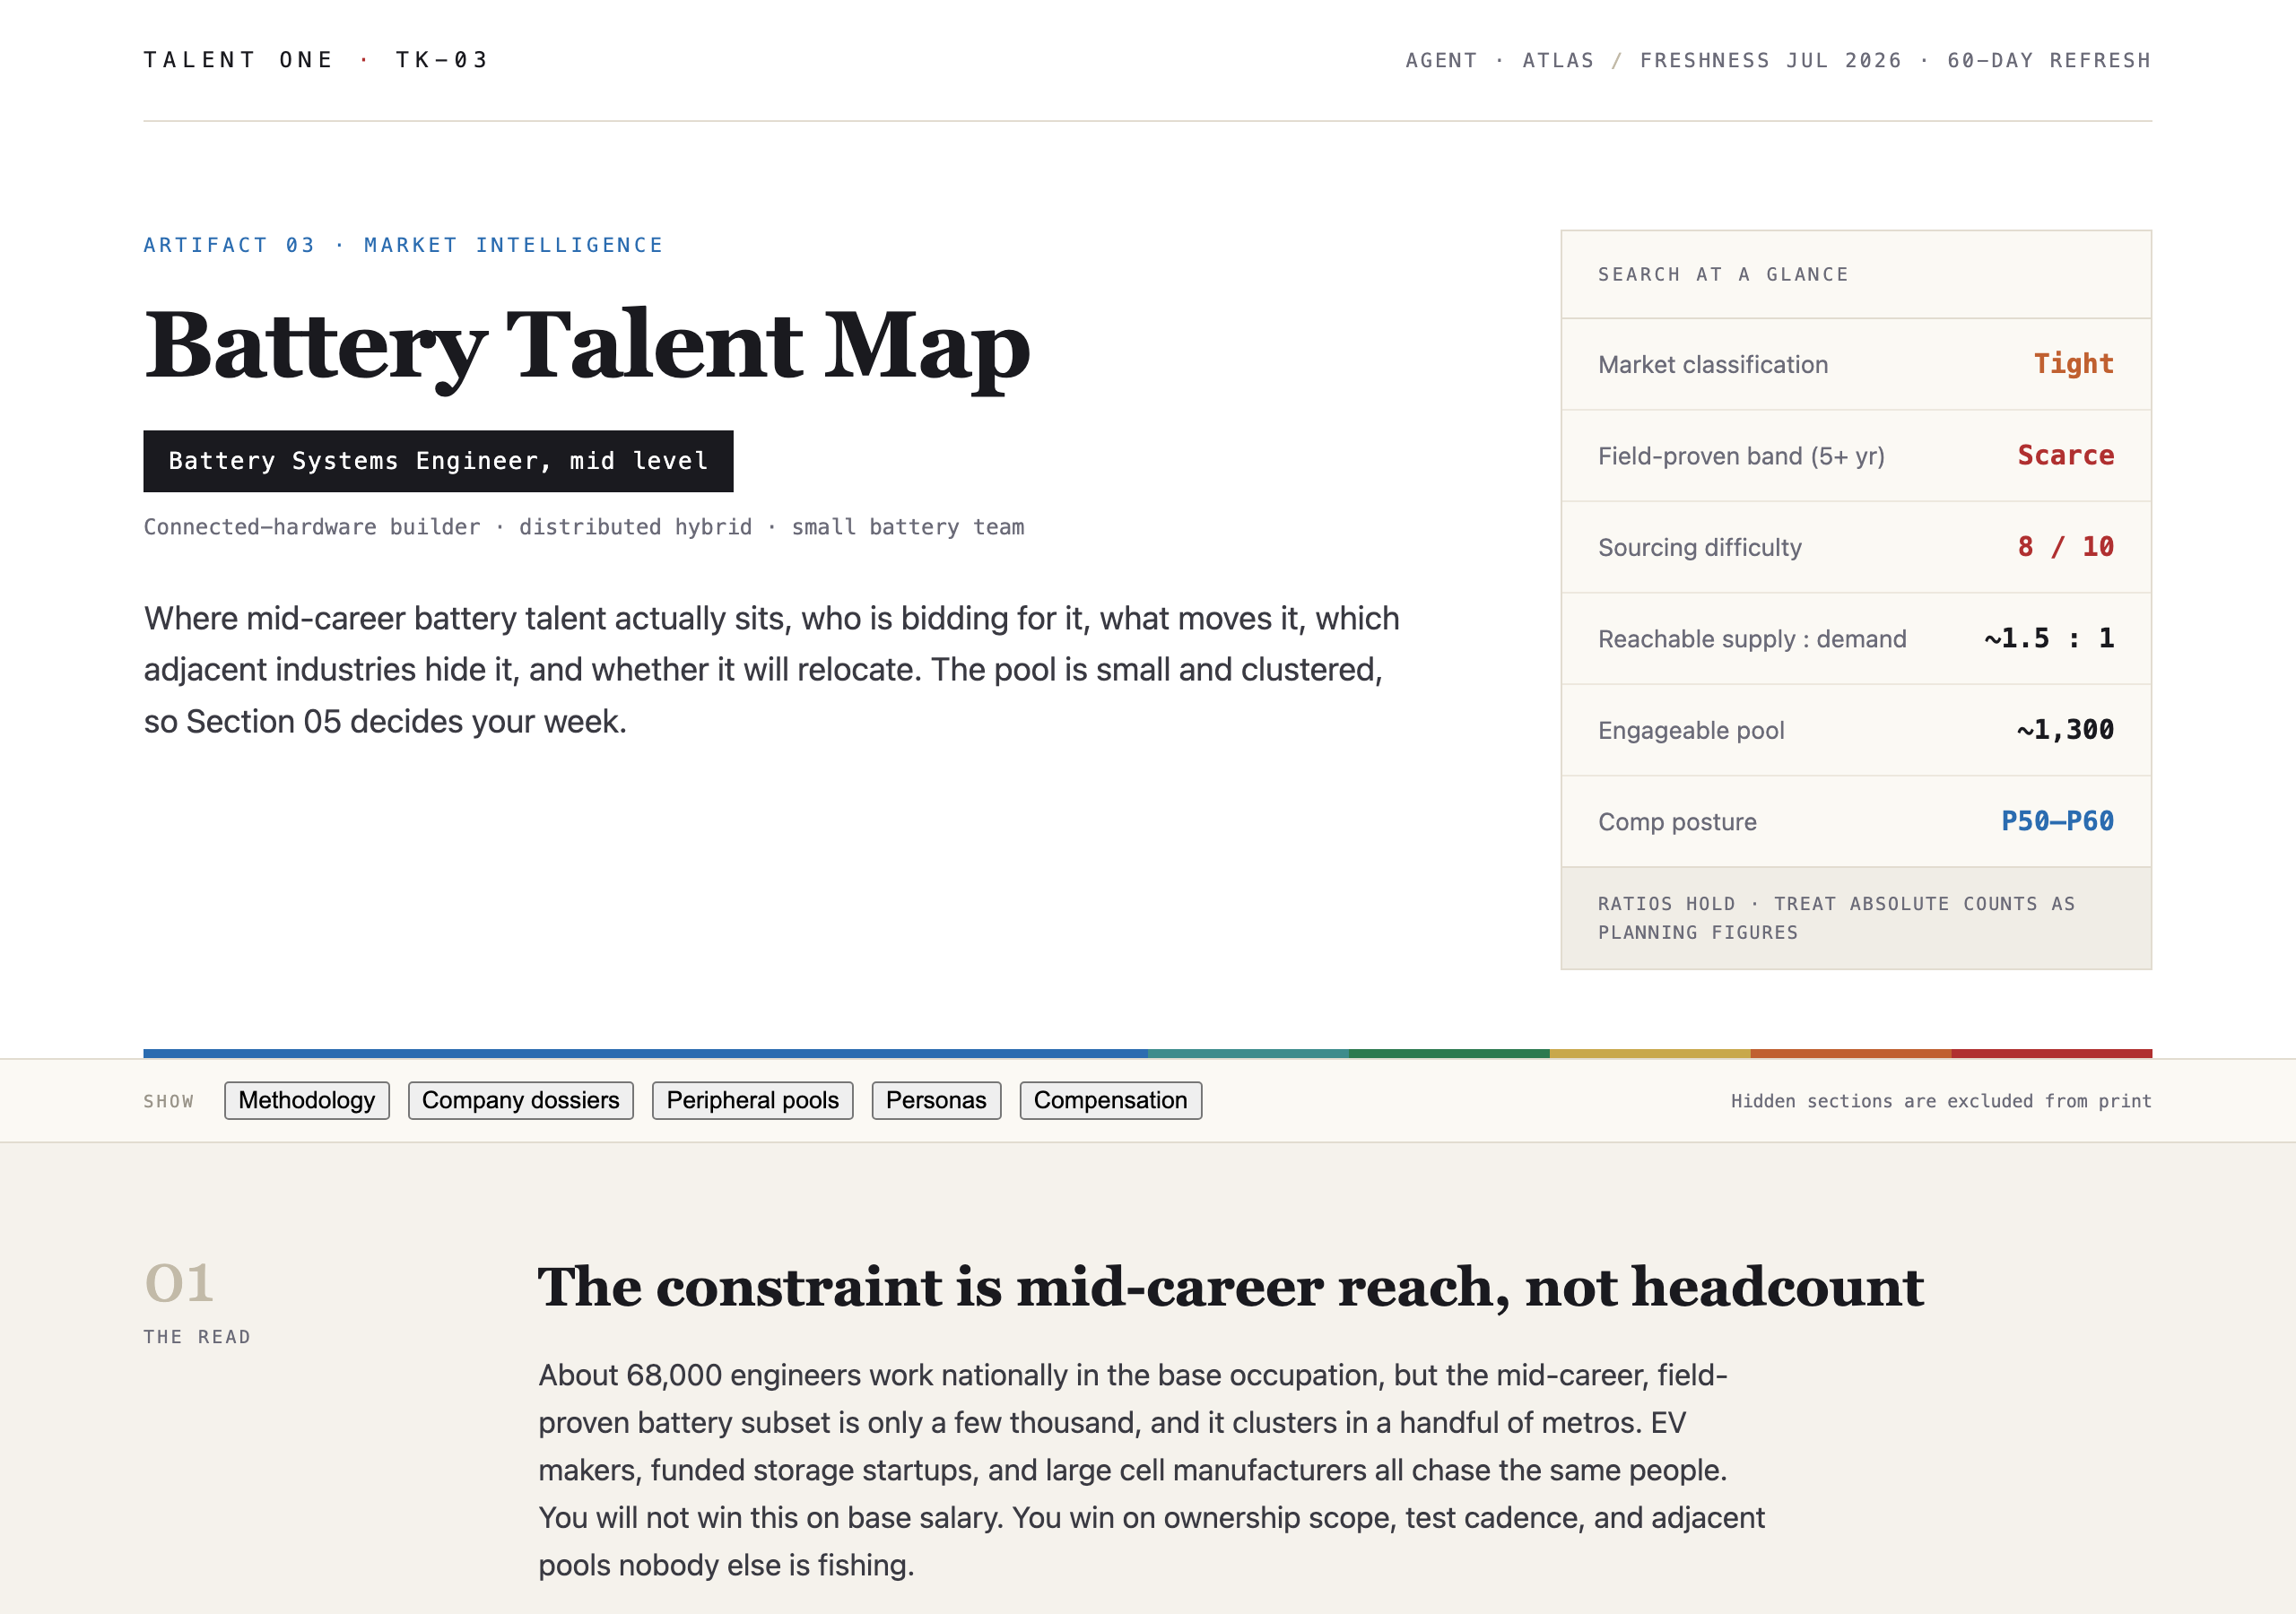 TALENT ONE · TK-03
AGENT · ATLAS / FRESHNESS JUL 2026 · 60-DAY REFRESH
ARTIFACT 03 · MARKET INTELLIGENCE
Battery Talent Map
Battery Systems Engineer, mid level
Connected-hardware builder · distributed hybrid · small battery team
Where mid-career battery talent actually sits, who is bidding for it, what moves it, which
adjacent industries hide it, and whether it will relocate. The pool is small and clustered,
so Section 05 decides your week.
SEARCH AT A GLANCE
Market classification Tight
Field-proven band (5+ yr) Scarce
Sourcing difficulty 8 / 10
Reachable supply : demand ~1.5 : 1
Engageable pool ~1,300
Comp posture P50–P60
RATIOS HOLD · TREAT ABSOLUTE COUNTS AS
PLANNING FIGURES
SHOW Methodology Company dossiers Peripheral pools Personas Compensation Hidden sections are excluded from print
01
THE READ
The constraint is mid-career reach, not headcount
About 68,000 engineers work nationally in the base occupation, but the mid-career, field-
proven battery subset is only a few thousand, and it clusters in a handful of metros. EV
makers, funded storage startups, and large cell manufacturers all chase the same people.
You will not win this on base salary. You win on ownership scope, test cadence, and adjacent
pools nobody else is fishing.